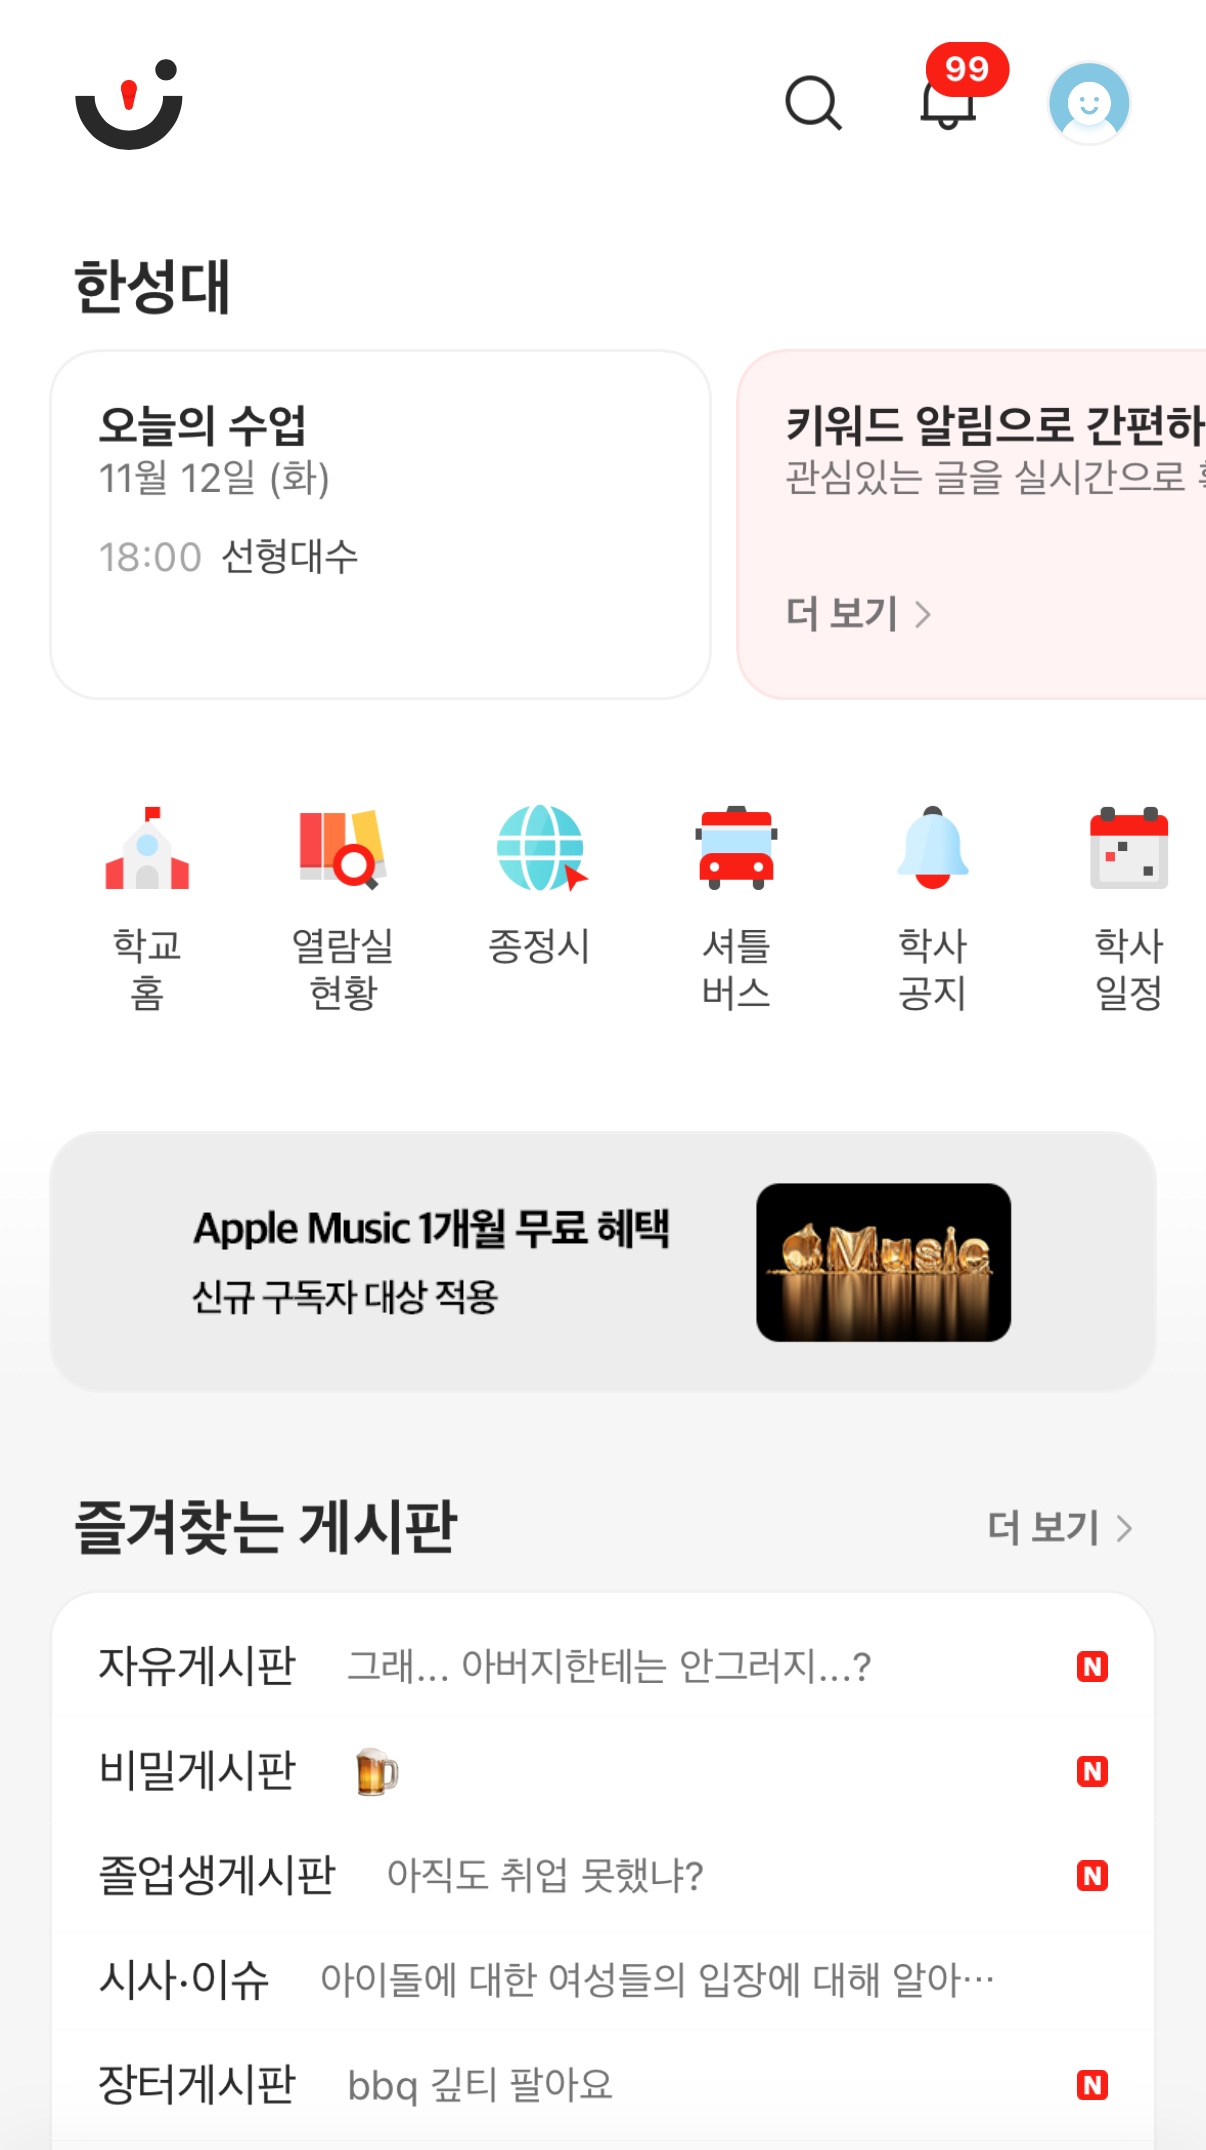 99
한성대
오늘의 수업
11월 12일 (화)
18:00 선형대수
키워드 알림으로 간편하
관심있는 글을 실시간으로
더 보기
학교
홈
열람실
현황
종정시
셔틀
버스
학사
공지
학사
일정
Apple Music 1개월 무료 혜택
신규 구독자 대상 적용
Music
즐겨찾는 게시판
더 보기
자유게시판 그래... 아버지한테는 안그러지...? N
비밀게시판 🍺 N
졸업생게시판 아직도 취업 못했냐? N
시사·이슈 아이돌에 대한 여성들의 입장에 대해 알아…
장터게시판 bbq 깊티 팔아요 N